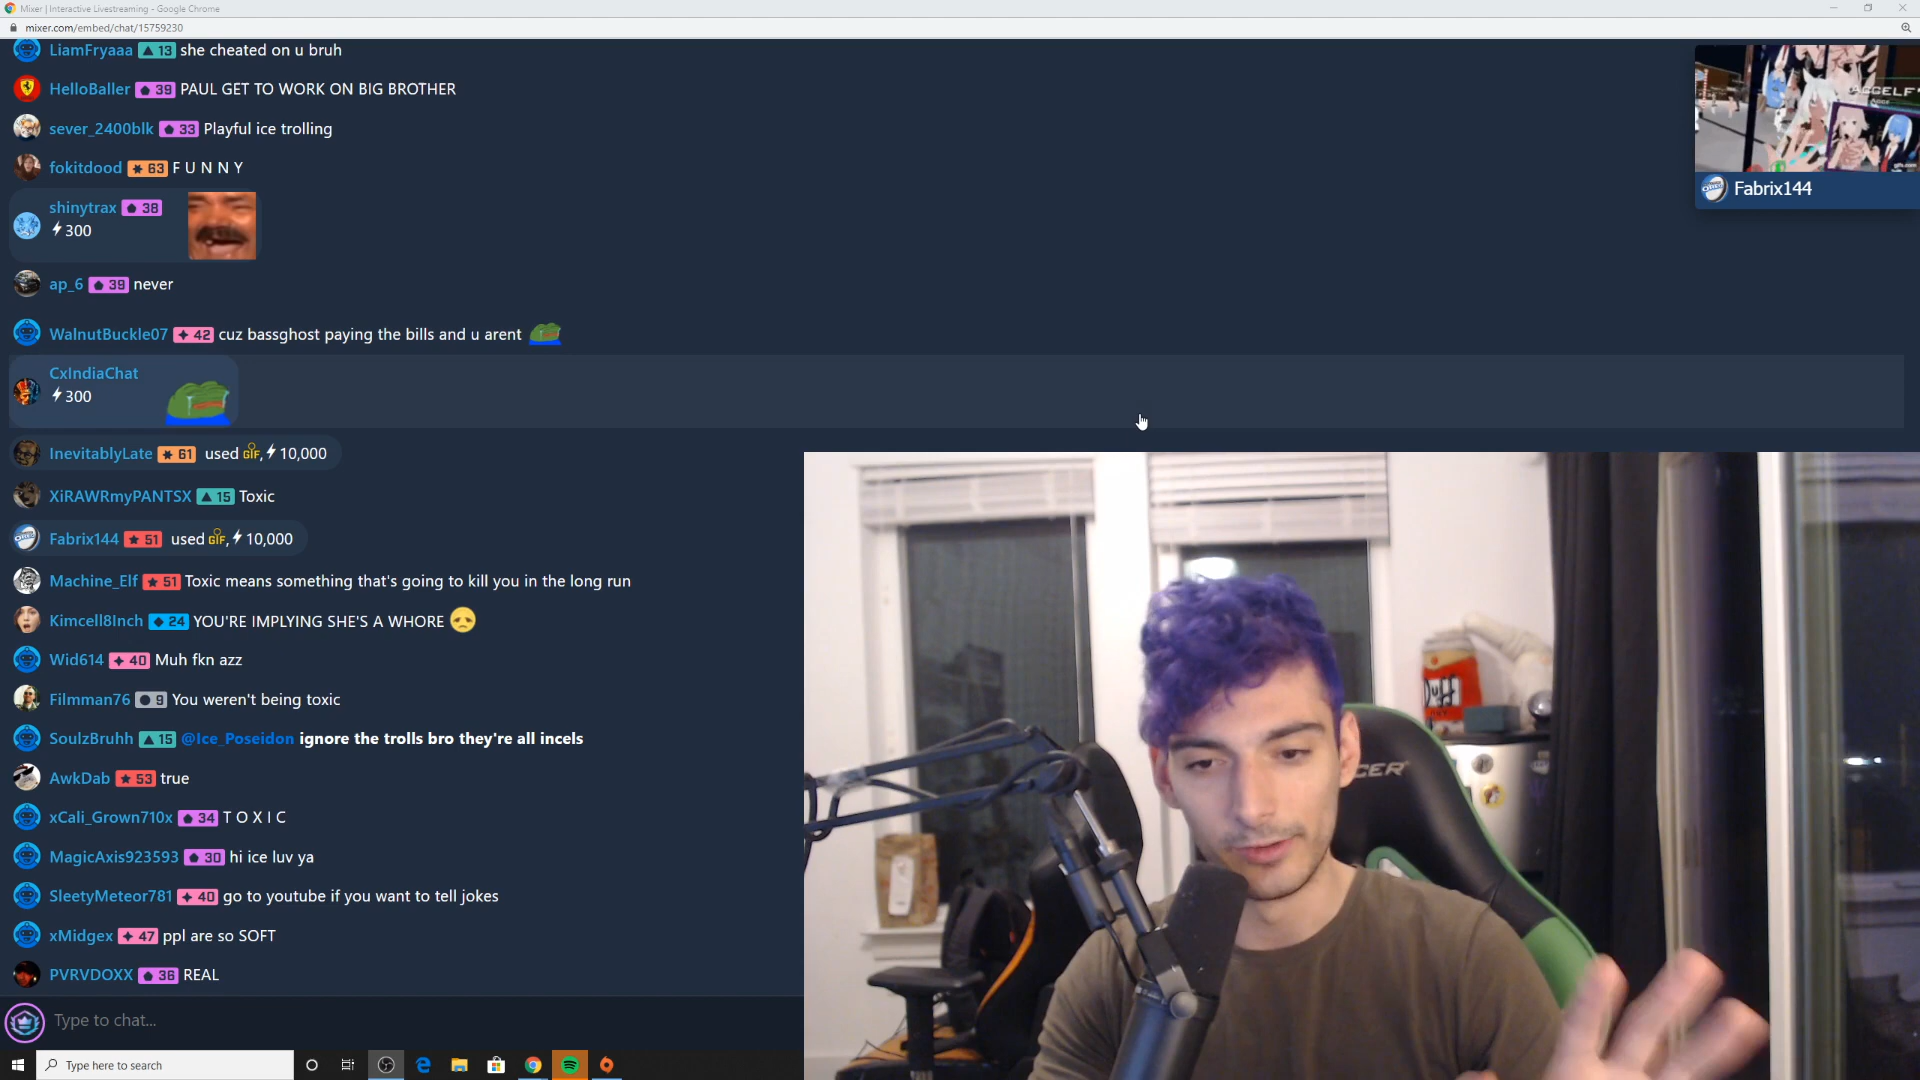 Mixer | Interactive Livestreaming - Google Chrome
mixer.com/embed/chat/15759230
LiamFryaaa 13 she cheated on u bruh
HelloBaller 39 PAUL GET TO WORK ON BIG BROTHER
sever_2400blk 33 Playful ice trolling
fokitdood 63 F U N N Y
shinytrax 38
300
ap_6 39 never
WalnutBuckle07 42 cuz bassghost paying the bills and u arent
CxIndiaChat
300
InevitablyLate 61 used GIF, 10,000
XiRAWRmyPANTSX 15 Toxic
Fabrix144 51 used GIF, 10,000
Machine_Elf 51 Toxic means something that's going to kill you in the long run
Kimcell8Inch 24 YOU'RE IMPLYING SHE'S A WHORE
Wid614 40 Muh fkn azz
Filmman76 9 You weren't being toxic
SoulzBruhh 15 @Ice_Poseidon ignore the trolls bro they're all incels
AwkDab 53 true
xCali_Grown710x 34 T O X I C
MagicAxis923593 30 hi ice luv ya
SleetyMeteor781 40 go to youtube if you want to tell jokes
xMidgex 47 ppl are so SOFT
PVRVDOXX 36 REAL
Type to chat...
Type here to search
Fabrix144
Duff